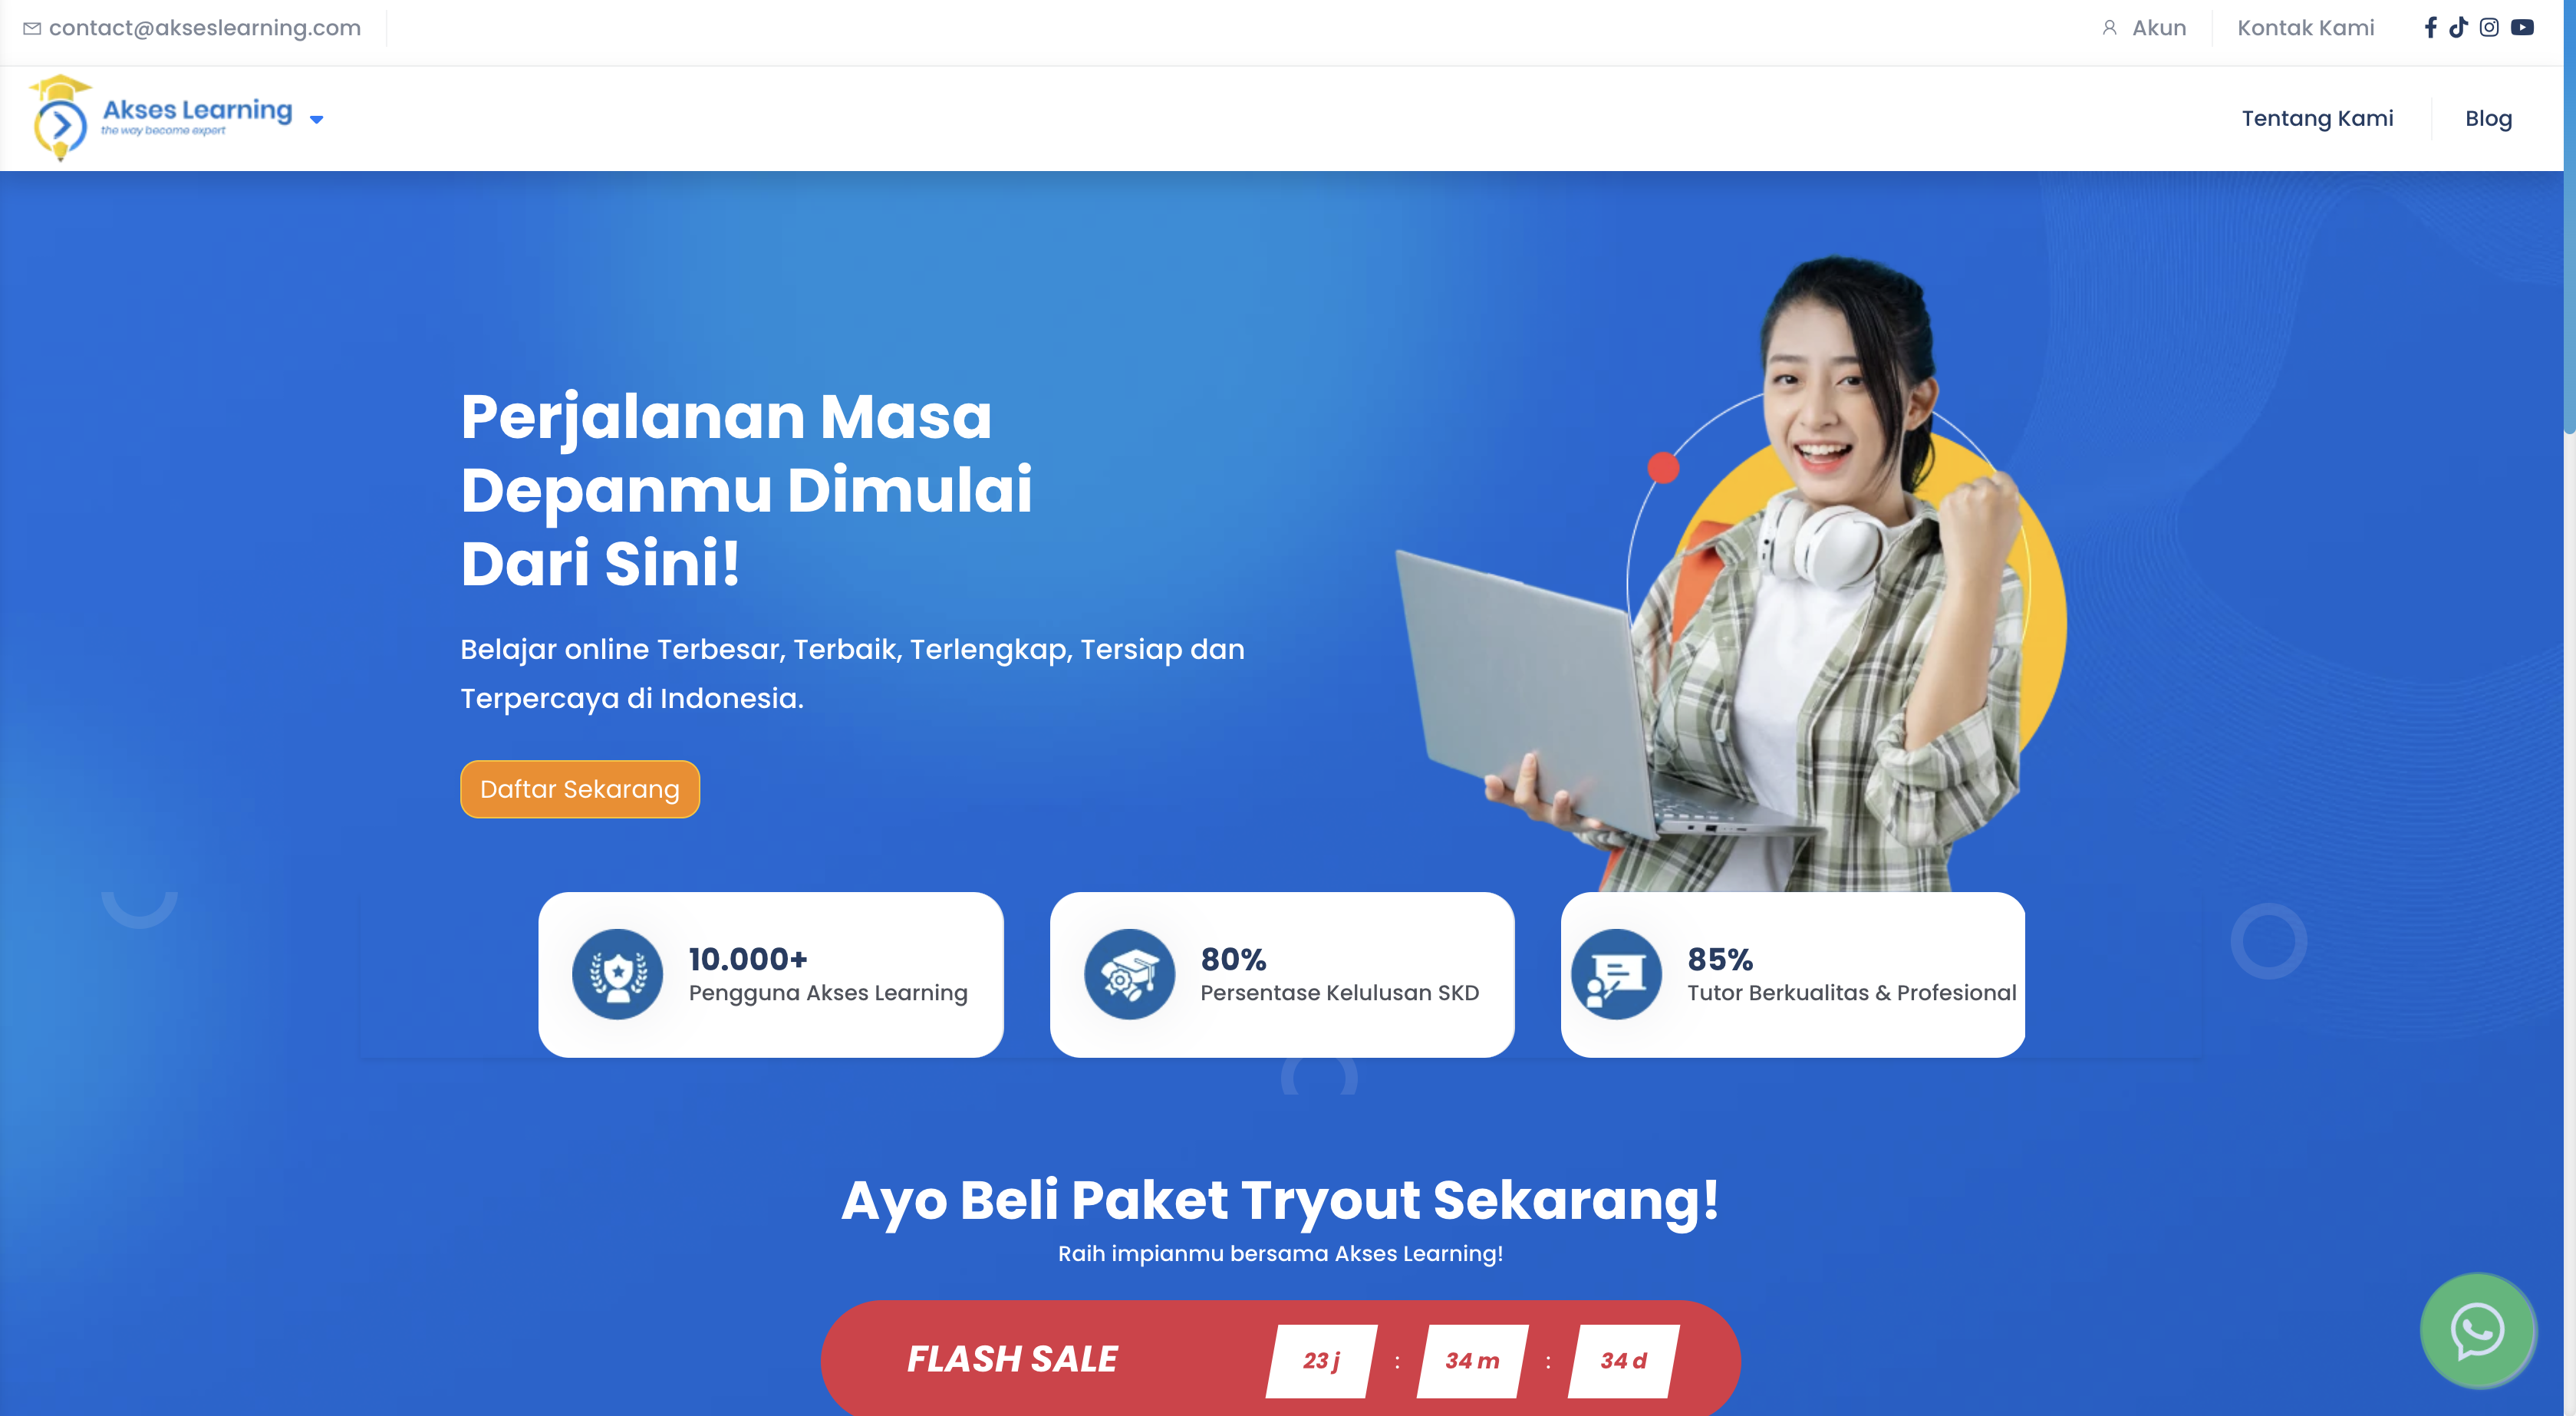 contact@akseslearning.com
Akun
Kontak Kami
Akses Learning
the way become expert
Tentang Kami
Blog
Perjalanan Masa
Depanmu Dimulai
Dari Sini!
Belajar online Terbesar, Terbaik, Terlengkap, Tersiap dan
Terpercaya di Indonesia.
Daftar Sekarang
10.000+
Pengguna Akses Learning
80%
Persentase Kelulusan SKD
85%
Tutor Berkualitas & Profesional
Ayo Beli Paket Tryout Sekarang!
Raih impianmu bersama Akses Learning!
FLASH SALE
23 j : 34 m : 34 d